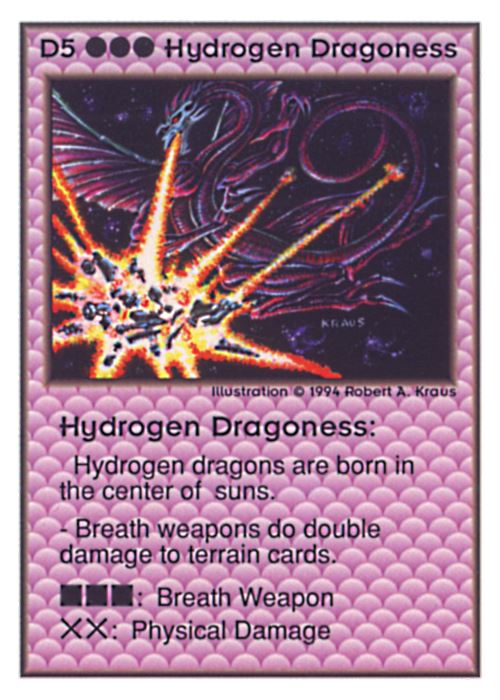 D5 ●●● Hydrogen Dragoness
KRAUS
Illustration © 1994 Robert A. Kraus
Hydrogen Dragoness:
Hydrogen dragons are born in
the center of suns.
- Breath weapons do double
damage to terrain cards.
■■■: Breath Weapon
XX: Physical Damage